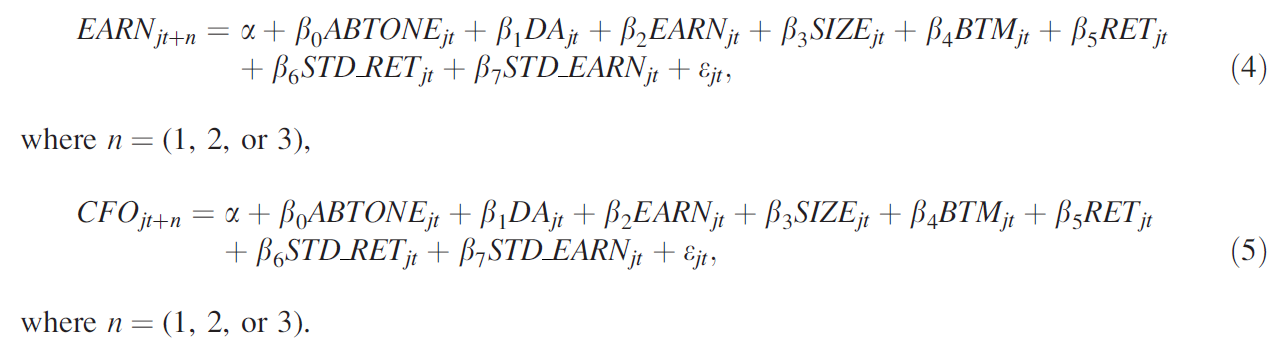 EARN_{jt+n} = α + β_0ABTONE_{jt} + β_1DA_{jt} + β_2EARN_{jt} + β_3SIZE_{jt} + β_4BTM_{jt} + β_5RET_{jt}
+ β_6STD_RET_{jt} + β_7STD_EARN_{jt} + ε_{jt}, (4)
where n = (1, 2, or 3),
CFO_{jt+n} = α + β_0ABTONE_{jt} + β_1DA_{jt} + β_2EARN_{jt} + β_3SIZE_{jt} + β_4BTM_{jt} + β_5RET_{jt}
+ β_6STD_RET_{jt} + β_7STD_EARN_{jt} + ε_{jt}, (5)
where n = (1, 2, or 3).